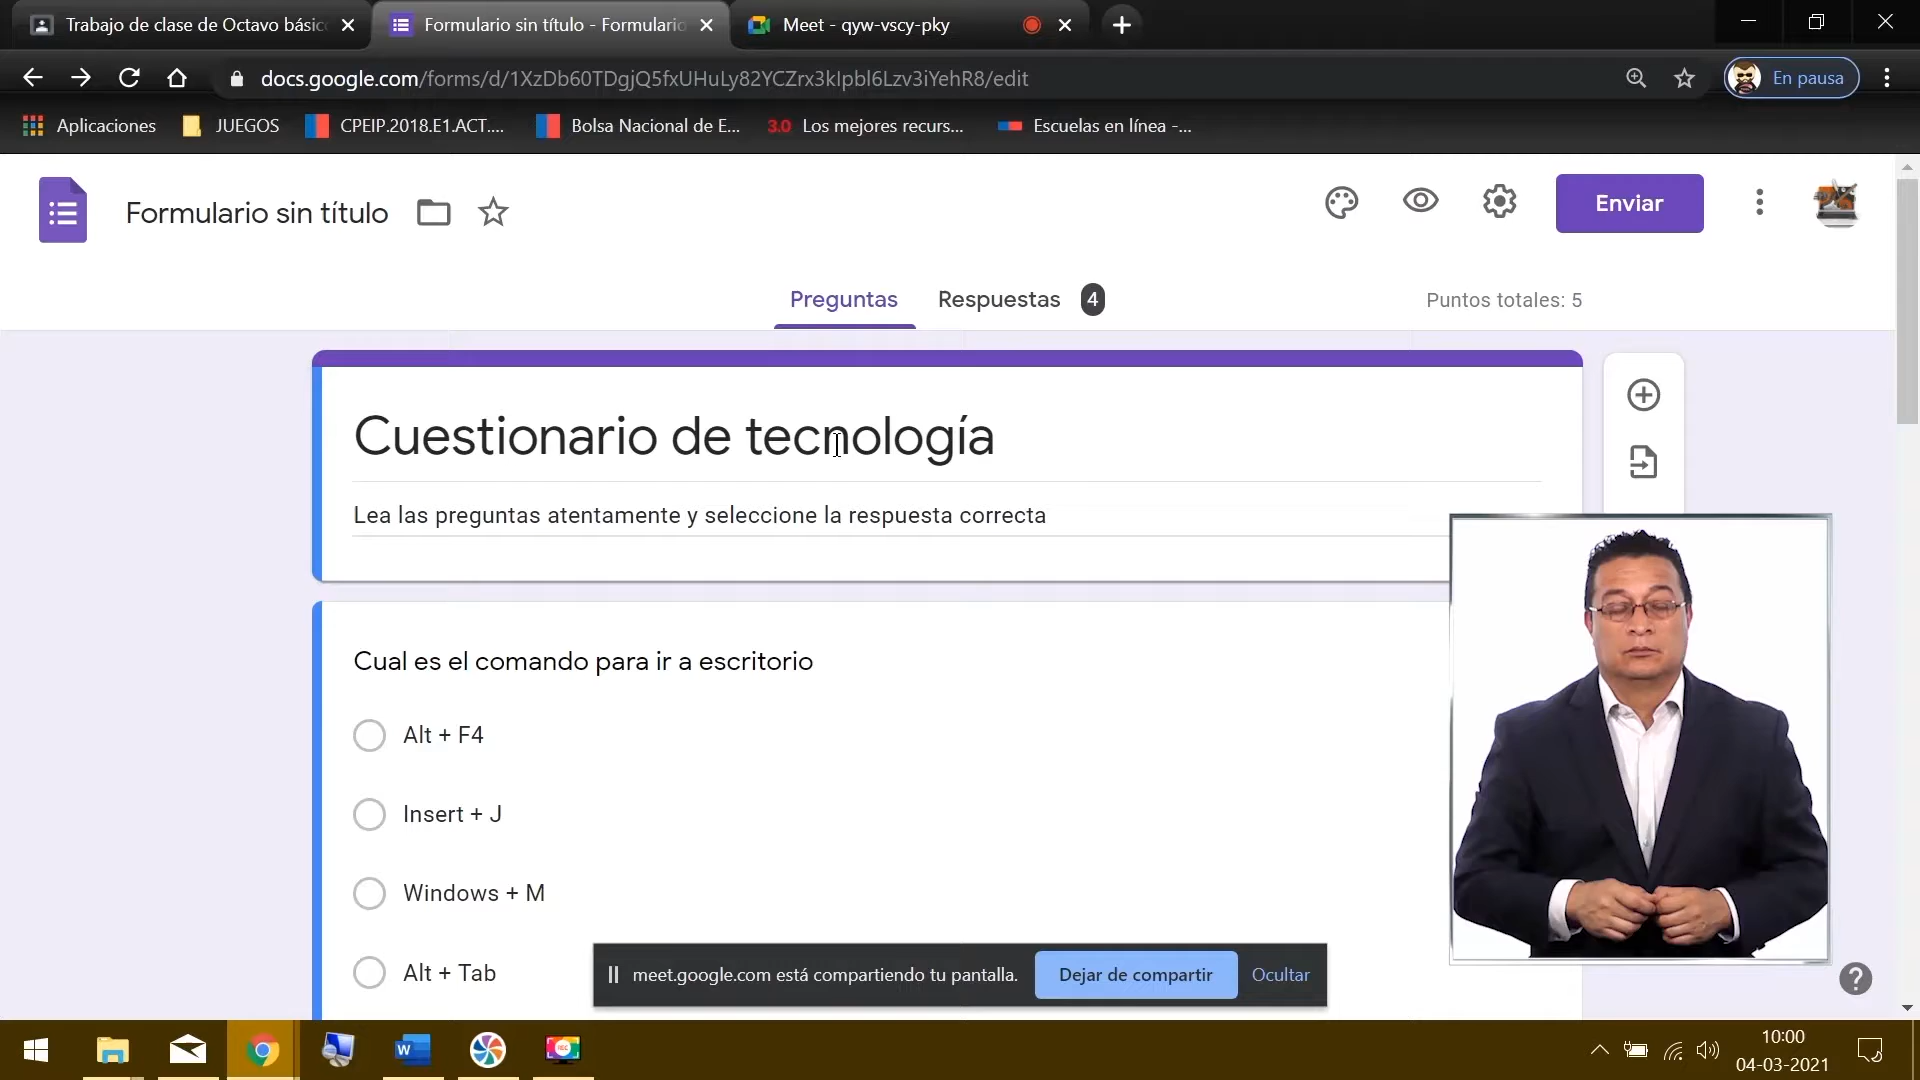 Trabajo de clase de Octavo básic
Formulario sin título - Formulario
Meet - qyw-vscy-pky
docs.google.com/forms/d/1XzDb60TDgjQ5fxUHuLy82YCZrx3kIpbl6Lzv3iYehR8/edit
En pausa
Aplicaciones
JUEGOS
CPEIP.2018.E1.ACT....
Bolsa Nacional de E...
3.0 Los mejores recurs...
Escuelas en línea -...
Formulario sin título
Enviar
Preguntas
Respuestas 4
Puntos totales: 5
Cuestionario de tecnología
Lea las preguntas atentamente y seleccione la respuesta correcta
Cual es el comando para ir a escritorio
Alt + F4
Insert + J
Windows + M
Alt + Tab
meet.google.com está compartiendo tu pantalla.
Dejar de compartir
Ocultar
10:00
04-03-2021